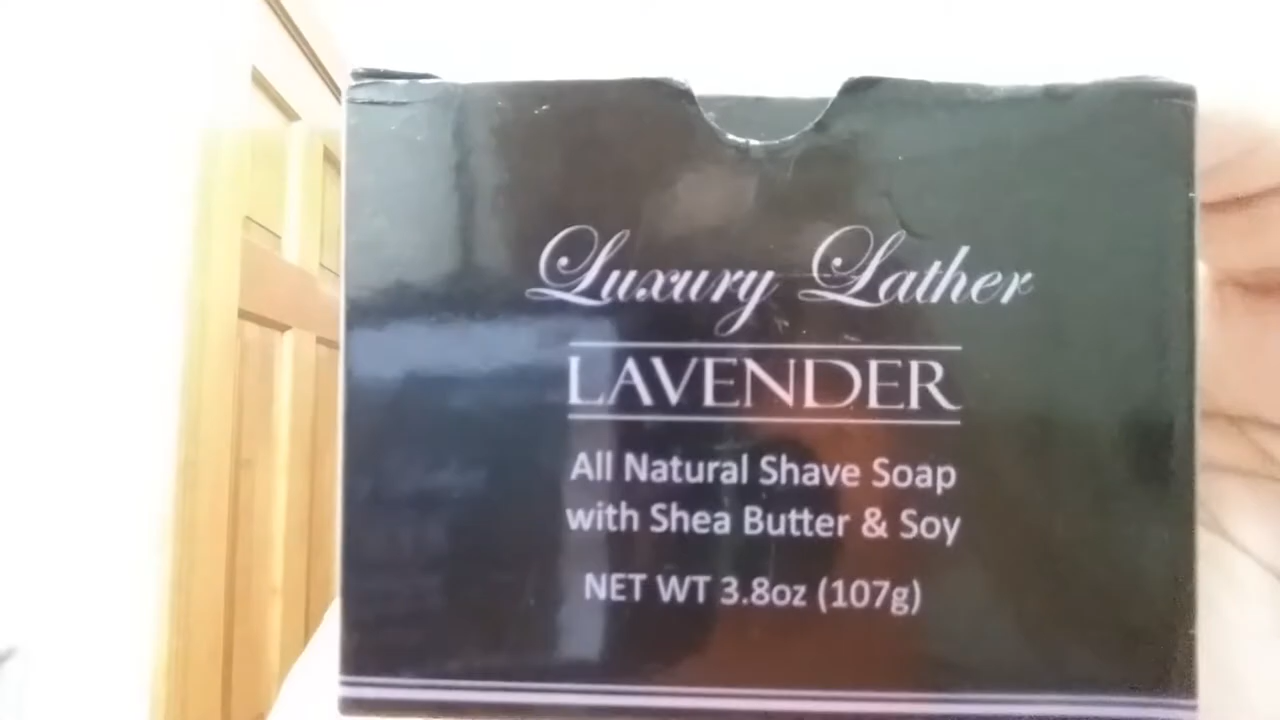 Luxury Lather
LAVENDER
All Natural Shave Soap
with Shea Butter & Soy
NET WT 3.8oz (107g)